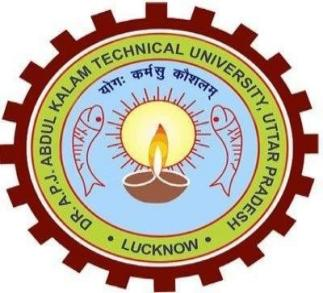 DR. A.P.J. ABDUL KALAM TECHNICAL UNIVERSITY, UTTAR PRADESH
योगः कर्मसु कौशलम्
• LUCKNOW •